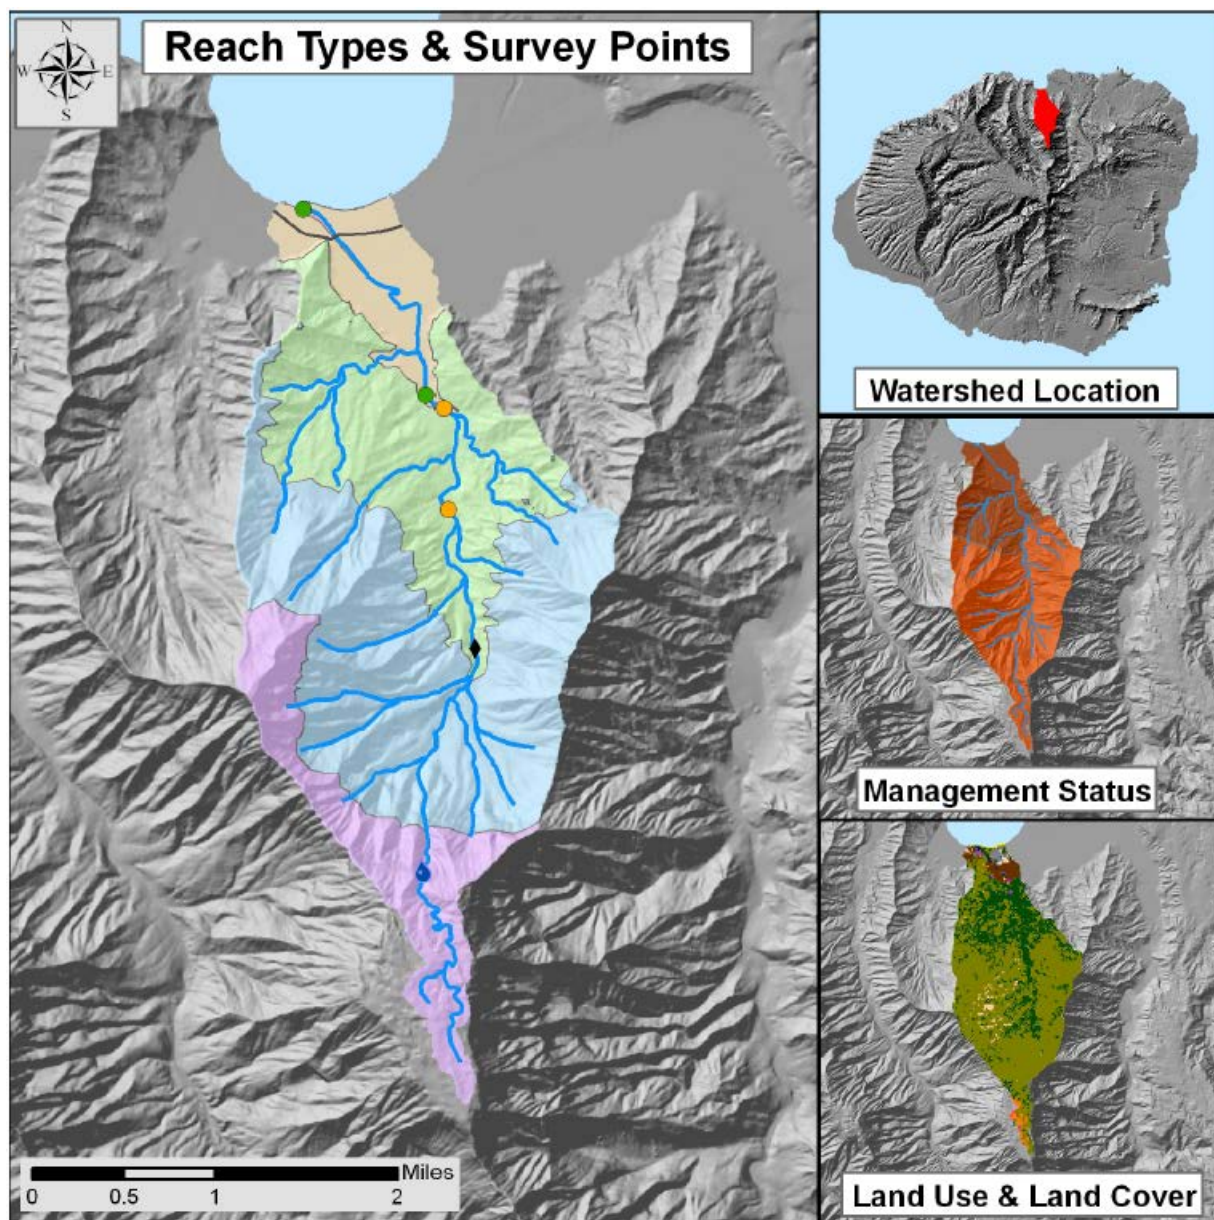 N
W E
S
Reach Types & Survey Points
Watershed Location
Management Status
Land Use & Land Cover
Miles
0 0.5 1 2